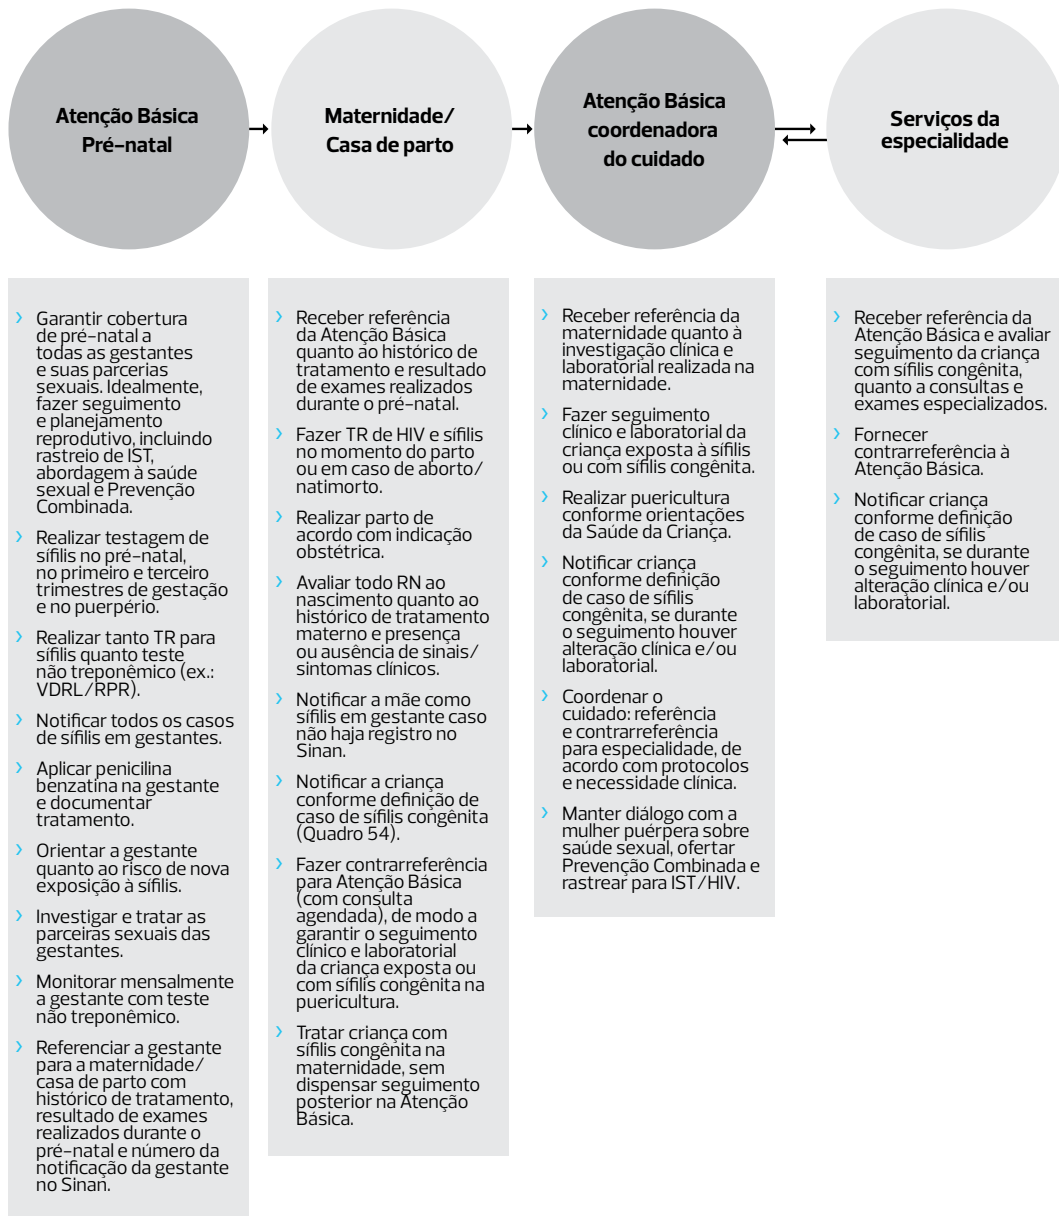 Atenção Básica
Pré-natal
Maternidade/
Casa de parto
Atenção Básica
coordenadora
do cuidado
Serviços da
especialidade
› Garantir cobertura
de pré-natal a
todas as gestantes
e suas parcerias
sexuais. Idealmente,
fazer seguimento
e planejamento
reprodutivo, incluindo
rastreio de IST,
abordagem à saúde
sexual e Prevenção
Combinada.
› Realizar testagem de
sífilis no pré-natal,
no primeiro e terceiro
trimestres de gestação
e no puerpério.
› Realizar tanto TR para
sífilis quanto teste
não treponêmico (ex.:
VDRL/RPR).
› Notificar todos os casos
de sífilis em gestantes.
› Aplicar penicilina
benzatina na gestante
e documentar
tratamento.
› Orientar a gestante
quanto ao risco de nova
exposição à sífilis.
› Investigar e tratar as
parceiras sexuais das
gestantes.
› Monitorar mensalmente
a gestante com teste
não treponêmico.
› Referenciar a gestante
para a maternidade/
casa de parto com
histórico de tratamento,
resultado de exames
realizados durante o
pré-natal e número da
notificação da gestante
no Sinan.
› Receber referência
da Atenção Básica
quanto ao histórico de
tratamento e resultado
de exames realizados
durante o pré-natal.
› Fazer TR de HIV e sífilis
no momento do parto
ou em caso de aborto/
natimorto.
› Realizar parto de
acordo com indicação
obstétrica.
› Avaliar todo RN ao
nascimento quanto ao
histórico de tratamento
materno e presença
ou ausência de sinais/
sintomas clínicos.
› Notificar a mãe como
sífilis em gestante caso
não haja registro no
Sinan.
› Notificar a criança
conforme definição de
caso de sífilis congênita
(Quadro 54).
› Fazer contrarreferência
para Atenção Básica
(com consulta
agendada), de modo a
garantir o seguimento
clínico e laboratorial
da criança exposta ou
com sífilis congênita na
puericultura.
› Tratar criança com
sífilis congênita na
maternidade, sem
dispensar seguimento
posterior na Atenção
Básica.
› Receber referência da
maternidade quanto à
investigação clínica e
laboratorial realizada na
maternidade.
› Fazer seguimento
clínico e laboratorial da
criança exposta à sífilis
ou com sífilis congênita.
› Realizar puericultura
conforme orientações
da Saúde da Criança.
› Notificar criança
conforme definição
de caso de sífilis
congênita, se durante
o seguimento houver
alteração clínica e/ou
laboratorial.
› Coordenar o
cuidado: referência
e contrarreferência
para especialidade, de
acordo com protocolos
e necessidade clínica.
› Manter diálogo com a
mulher puérpera sobre
saúde sexual, ofertar
Prevenção Combinada e
rastrear para IST/HIV.
› Receber referência da
Atenção Básica e avaliar
seguimento da criança
com sífilis congênita,
quanto a consultas e
exames especializados.
› Fornecer
contrarreferência à
Atenção Básica.
› Notificar criança
conforme definição
de caso de sífilis
congênita, se durante
o seguimento houver
alteração clínica e/ou
laboratorial.